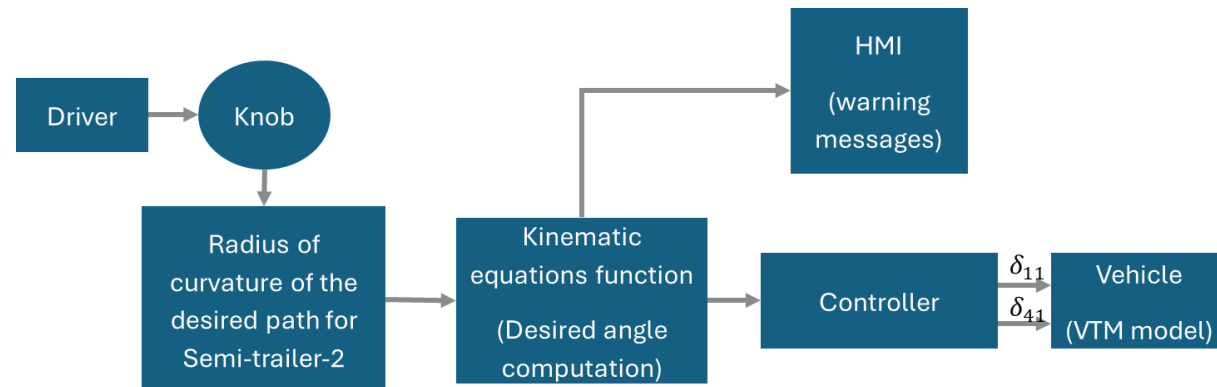 Driver
Knob
Radius of
curvature of the
desired path for
Semi-trailer-2
Kinematic
equations function
(Desired angle
computation)
HMI
(warning
messages)
Controller
δ₁₁
δ₄₁
Vehicle
(VTM model)